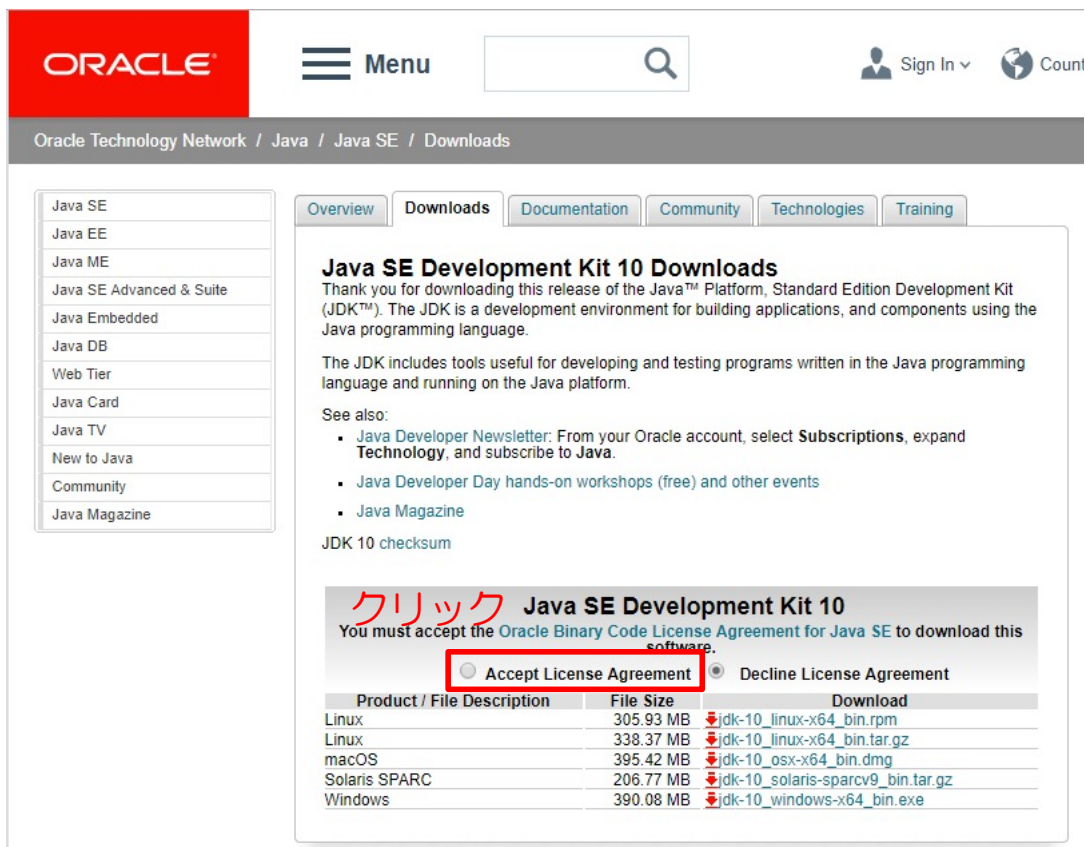 ORACLE
Menu
Sign In
Count
Oracle Technology Network / Java / Java SE / Downloads
Java SE
Java EE
Java ME
Java SE Advanced & Suite
Java Embedded
Java DB
Web Tier
Java Card
Java TV
New to Java
Community
Java Magazine
Overview Downloads Documentation Community Technologies Training
Java SE Development Kit 10 Downloads
Thank you for downloading this release of the Java™ Platform, Standard Edition Development Kit
(JDK™). The JDK is a development environment for building applications, and components using the
Java programming language.
The JDK includes tools useful for developing and testing programs written in the Java programming
language and running on the Java platform.
See also:
Java Developer Newsletter: From your Oracle account, select Subscriptions, expand
Technology, and subscribe to Java.
Java Developer Day hands-on workshops (free) and other events
Java Magazine
JDK 10 checksum
クリック
Java SE Development Kit 10
You must accept the Oracle Binary Code License Agreement for Java SE to download this
software.
Accept License Agreement Decline License Agreement
Product / File Description File Size Download
Linux 305.93 MB jdk-10_linux-x64_bin.rpm
Linux 338.37 MB jdk-10_linux-x64_bin.tar.gz
macOS 395.42 MB jdk-10_osx-x64_bin.dmg
Solaris SPARC 206.77 MB jdk-10_solaris-sparcv9_bin.tar.gz
Windows 390.08 MB jdk-10_windows-x64_bin.exe